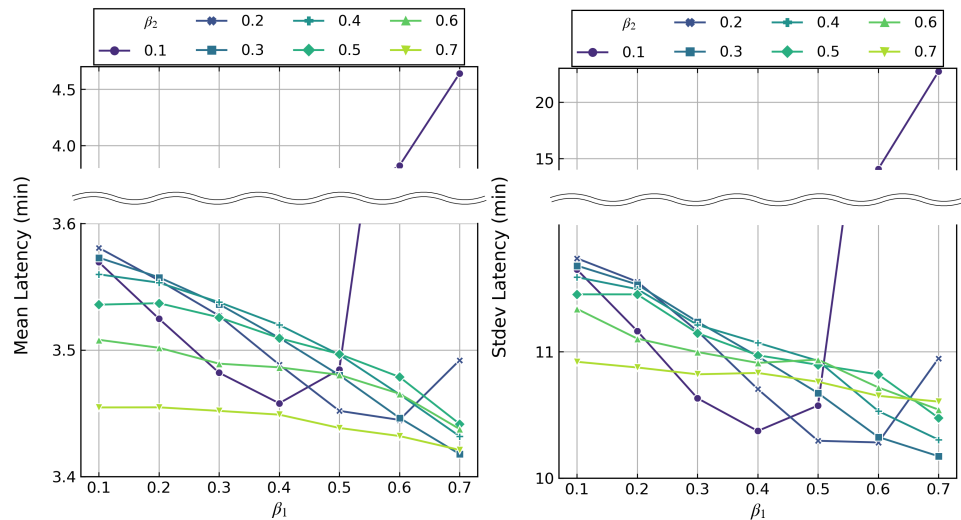 β₂ 0.2 0.4 0.6
0.1 0.3 0.5 0.7
4.5
4.0
3.6
3.5
3.4
Mean Latency (min)
0.1 0.2 0.3 0.4 0.5 0.6 0.7
β₁
β₂ 0.2 0.4 0.6
0.1 0.3 0.5 0.7
20
15
11
10
Stdev Latency (min)
0.1 0.2 0.3 0.4 0.5 0.6 0.7
β₁